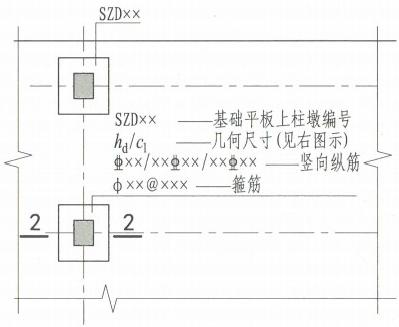 SZD××
SZD×× ——基础平板上柱墩编号
h_d/c_1 ——几何尺寸(见右图示)
Φ××/××Φ××/××Φ×× ——竖向纵筋
ϕ××@××× ——箍筋
2 2